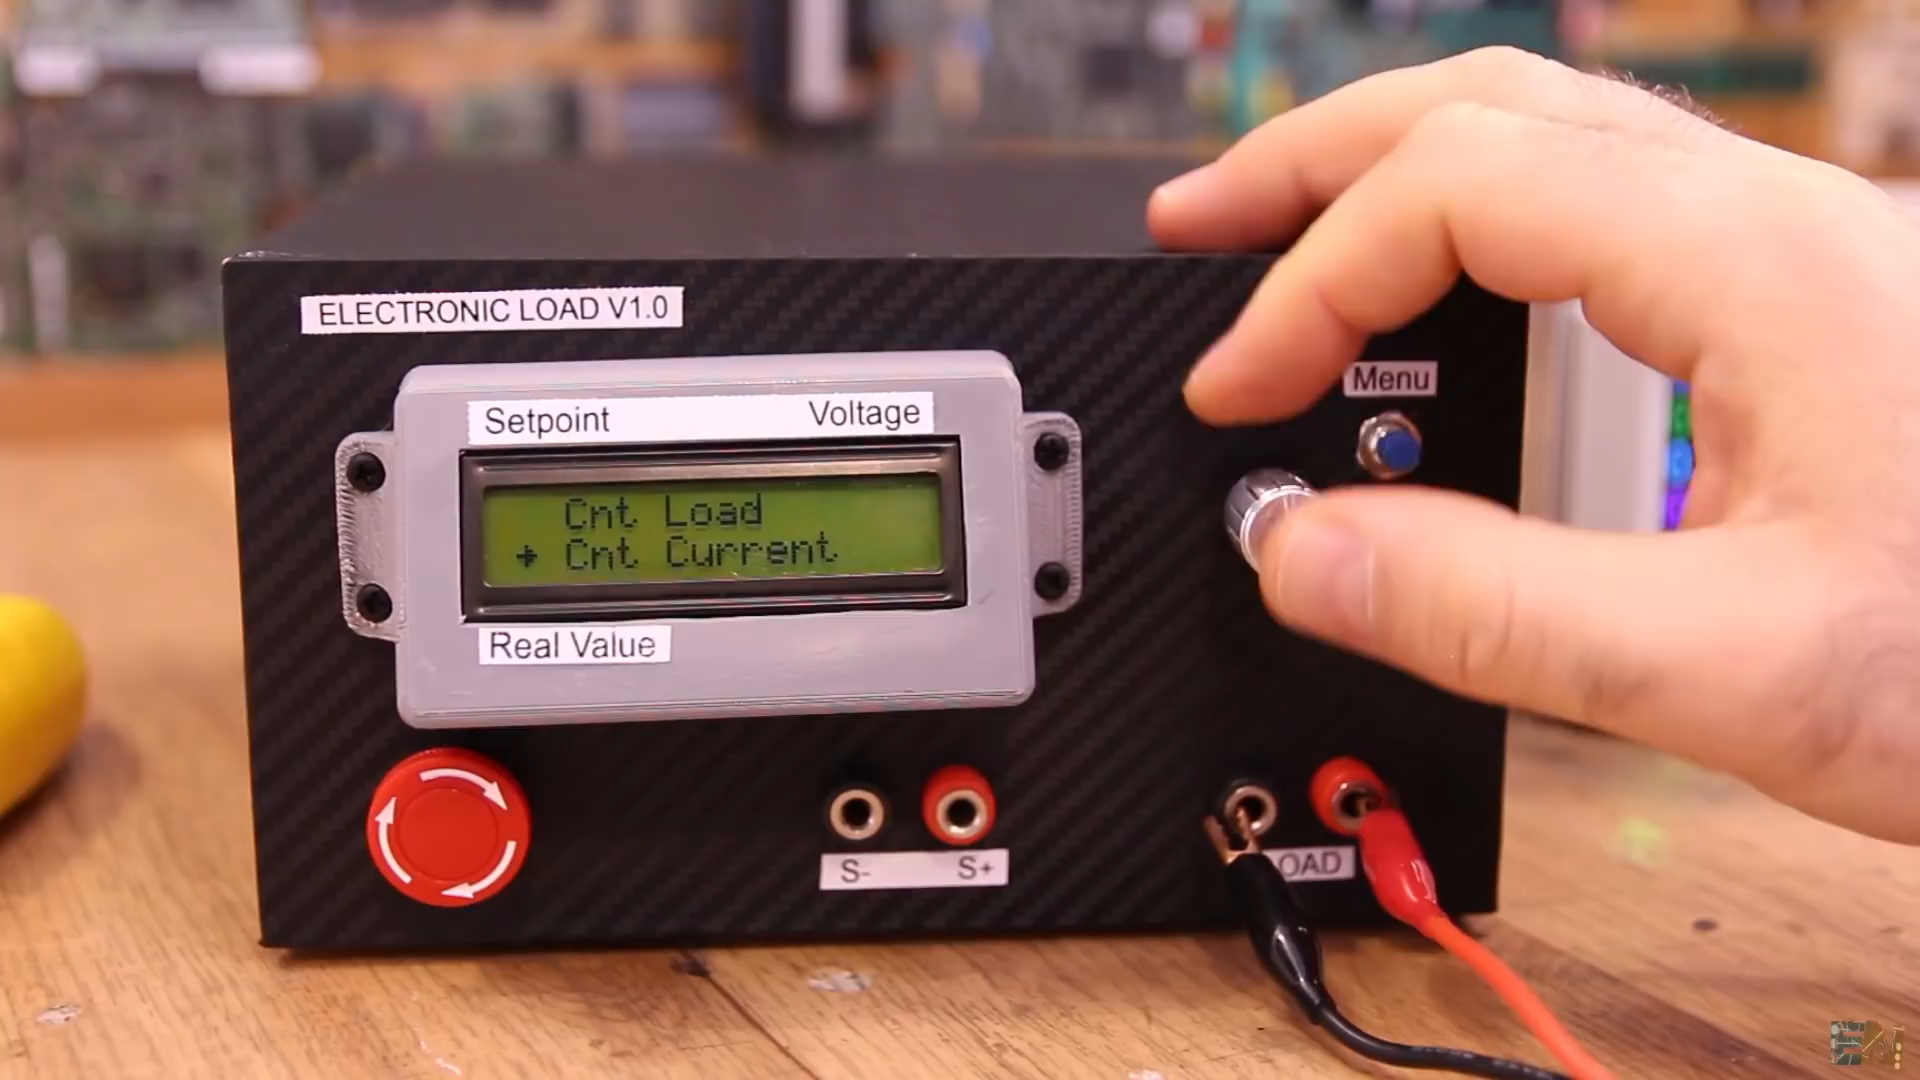 ELECTRONIC LOAD V1.0
Menu
Setpoint Voltage
Cnt Load
→ Cnt Current
Real Value
S- S+
OAD